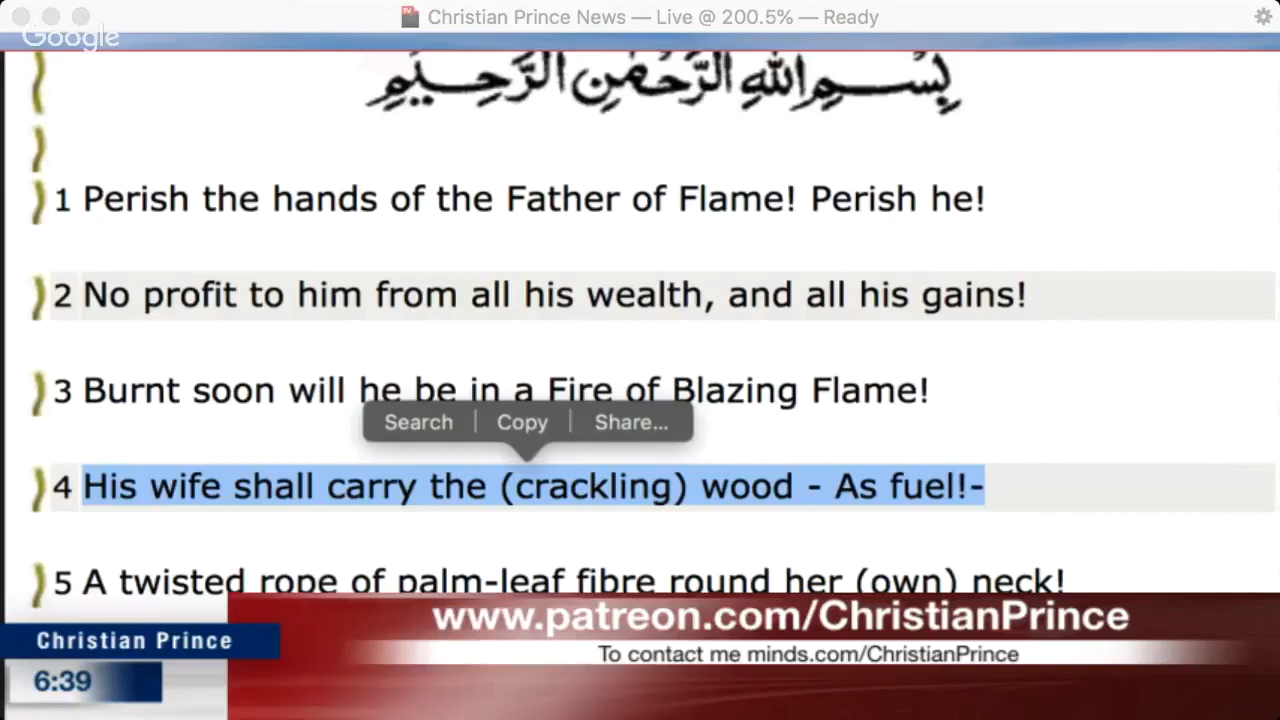 Christian Prince News — Live @ 200.5% — Ready
Google
بِسْمِ اللهِ الرَّحْمٰنِ الرَّحِيْمِ
1 Perish the hands of the Father of Flame! Perish he!
2 No profit to him from all his wealth, and all his gains!
3 Burnt soon will he be in a Fire of Blazing Flame!
Search Copy Share...
4 His wife shall carry the (crackling) wood - As fuel!-
5 A twisted rope of palm-leaf fibre round her (own) neck!
www.patreon.com/ChristianPrince
Christian Prince
To contact me minds.com/ChristianPrince
6:39